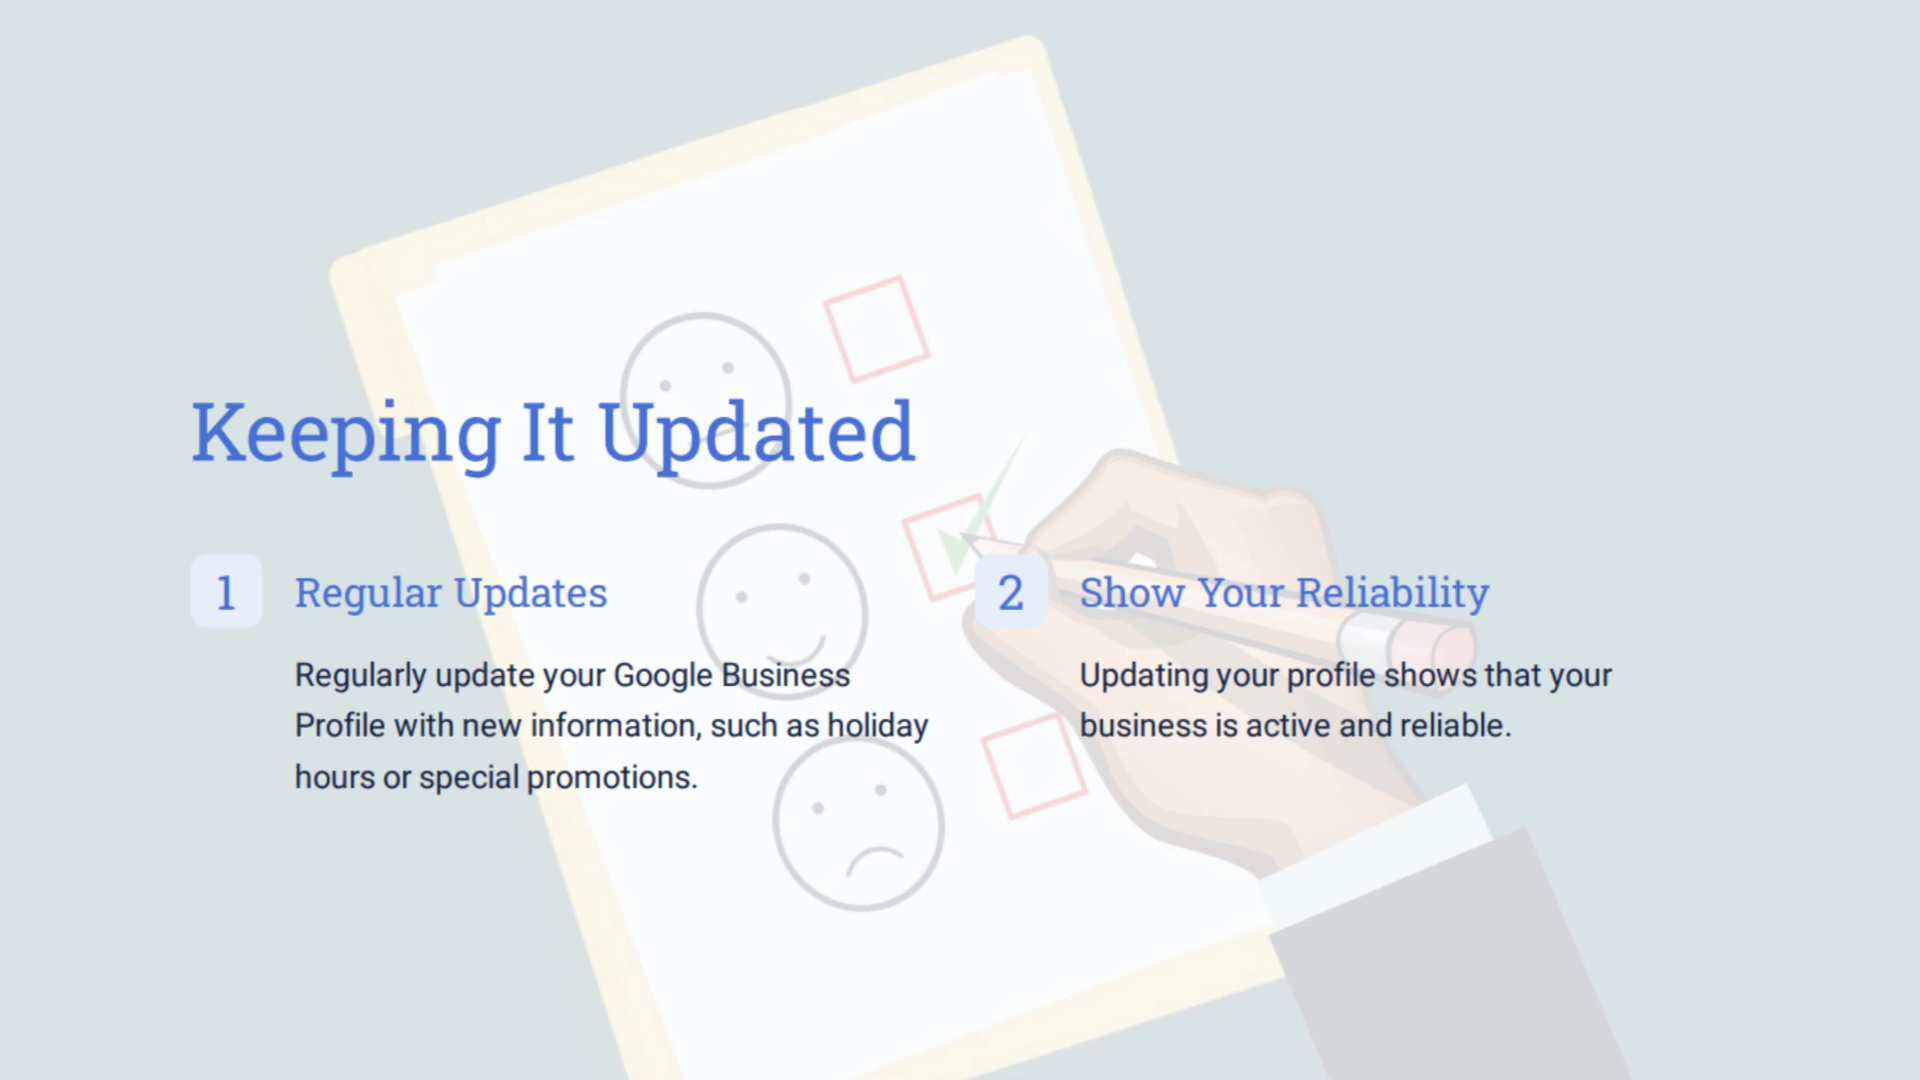 Keeping It Updated
1
Regular Updates
Regularly update your Google Business
Profile with new information, such as holiday
hours or special promotions.
2
Show Your Reliability
Updating your profile shows that your
business is active and reliable.